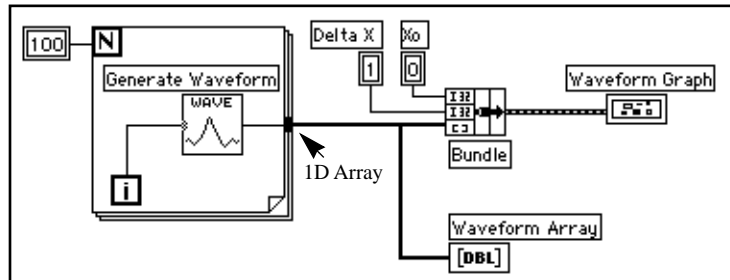 100
N
Generate Waveform
WAVE
i
1D Array
Delta X
Xo
1
0
I32
I32
[ ]
Bundle
Waveform Graph
Waveform Array
[DBL]